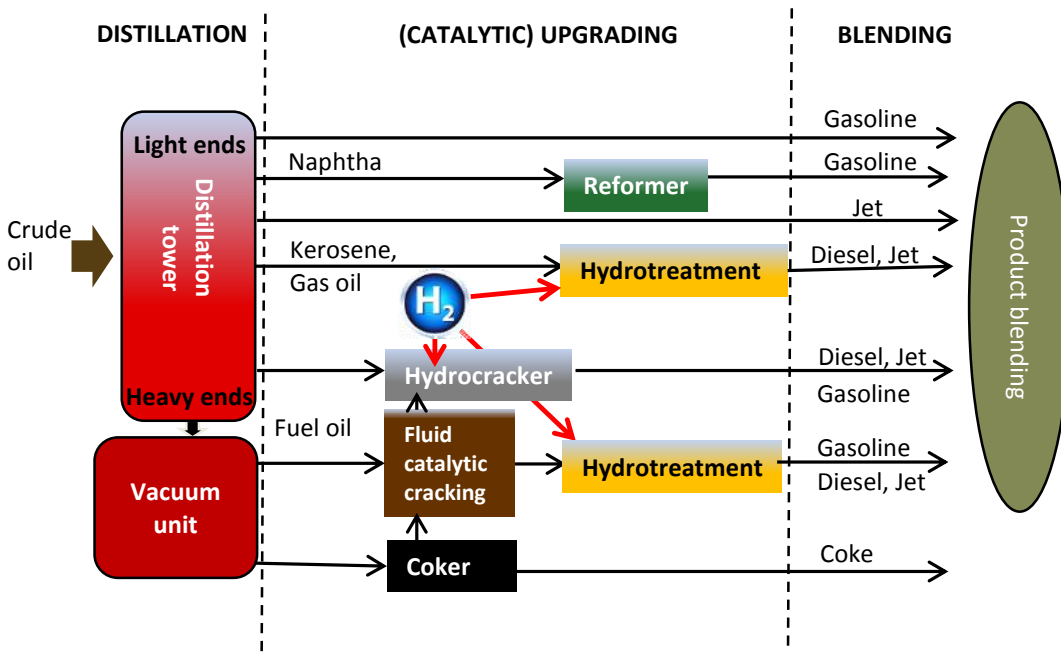 DISTILLATION
(CATALYTIC) UPGRADING
BLENDING
Light ends
Gasoline
Naphtha
Reformer
Gasoline
Distillation
tower
Jet
Crude
oil
Kerosene,
Gas oil
Hydrotreatment
Diesel, Jet
H2
Product blending
Hydrocracker
Diesel, Jet
Gasoline
Heavy ends
Fuel oil
Fluid
catalytic
cracking
Hydrotreatment
Gasoline
Diesel, Jet
Vacuum
unit
Coker
Coke